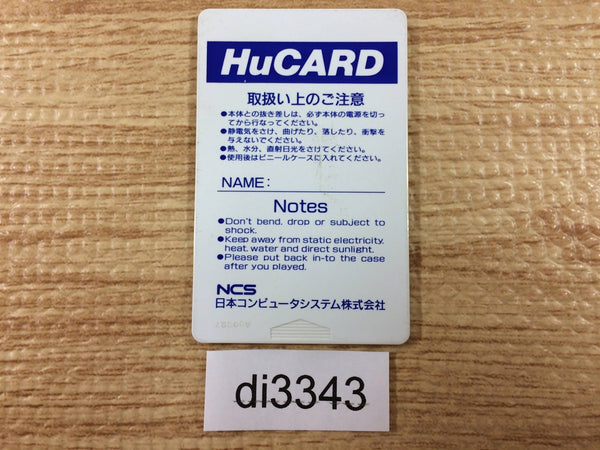 HuCARD
取扱い上のご注意
●本体との抜き差しは、必ず本体の電源を切っ
てから行なってください。
●静電気をさけ、曲げたり、落したり、衝撃を
与えないでください。
●熱、水分、直射日光をさけてください。
●使用後はビニールケースに入れてください。
NAME:
Notes
●Don't bend, drop or subject to
shock.
●Keep away from static electricity,
heat, water and direct sunlight.
●Please put back in-to the case
after you played.
NCS
日本コンピュータシステム株式会社
di3343